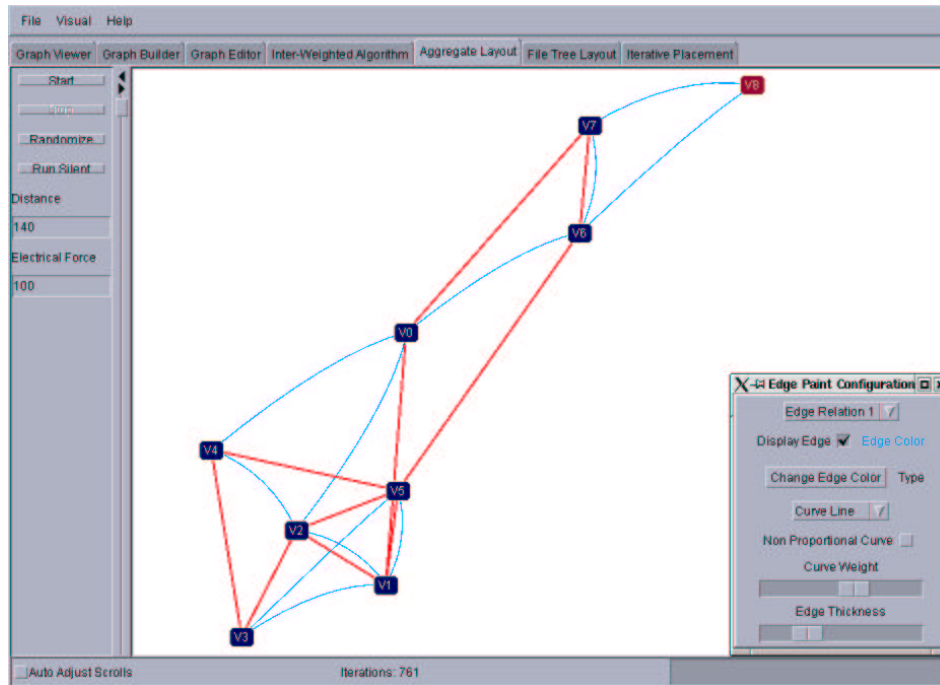 File Visual Help
Graph Viewer Graph Builder Graph Editor Inter-Weighted Algorithm Aggregate Layout File Tree Layout Iterative Placement
Start
Stop
Randomize
Run Silent
Distance
140
Electrical Force
100
V8
V7
V6
V0
V4
V5
V2
V1
V3
Edge Paint Configuration
Edge Relation 1
Display Edge Edge Color
Change Edge Color Type
Curve Line
Non Proportional Curve
Curve Weight
Edge Thickness
Auto Adjust Scrolls Iterations: 761